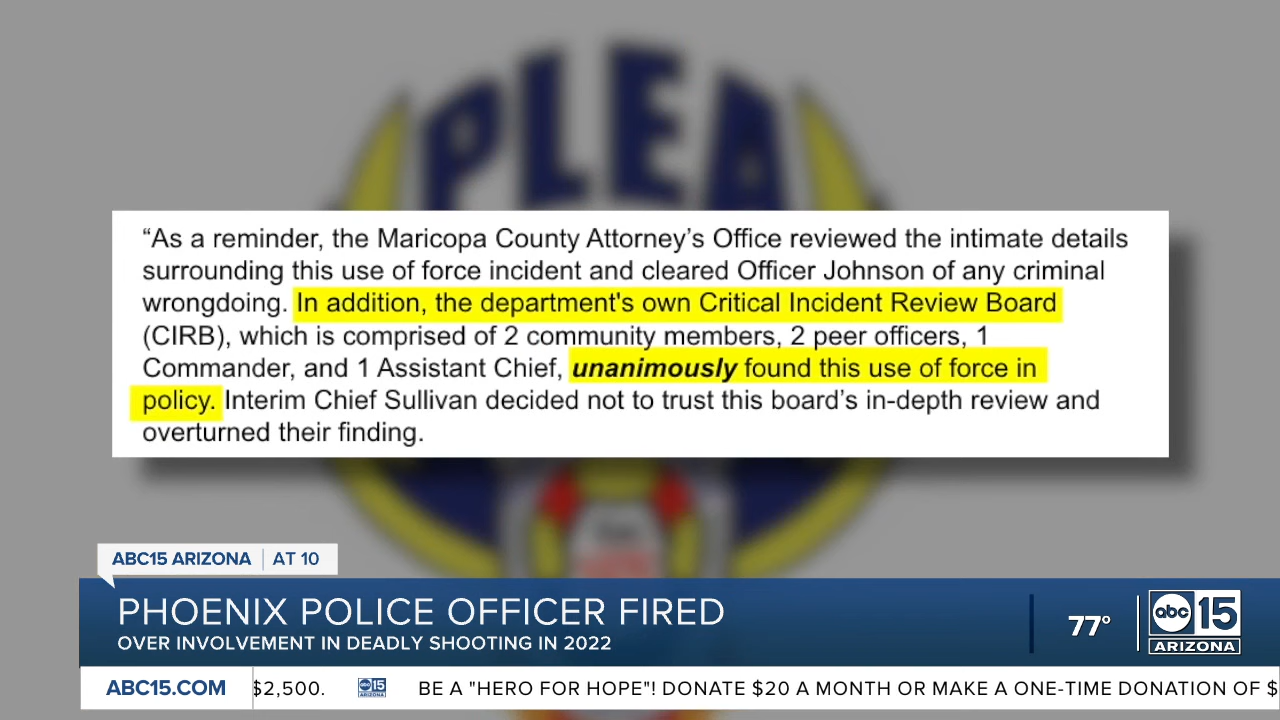 PLEA
“As a reminder, the Maricopa County Attorney’s Office reviewed the intimate details
surrounding this use of force incident and cleared Officer Johnson of any criminal
wrongdoing. In addition, the department's own Critical Incident Review Board
(CIRB), which is comprised of 2 community members, 2 peer officers, 1
Commander, and 1 Assistant Chief, unanimously found this use of force in
policy. Interim Chief Sullivan decided not to trust this board’s in-depth review and
overturned their finding.
ABC15 ARIZONA | AT 10
PHOENIX POLICE OFFICER FIRED
OVER INVOLVEMENT IN DEADLY SHOOTING IN 2022
77°
abc 15
ARIZONA
ABC15.COM
$2,500.
abc 15
ARIZONA
BE A "HERO FOR HOPE"! DONATE $20 A MONTH OR MAKE A ONE-TIME DONATION OF $